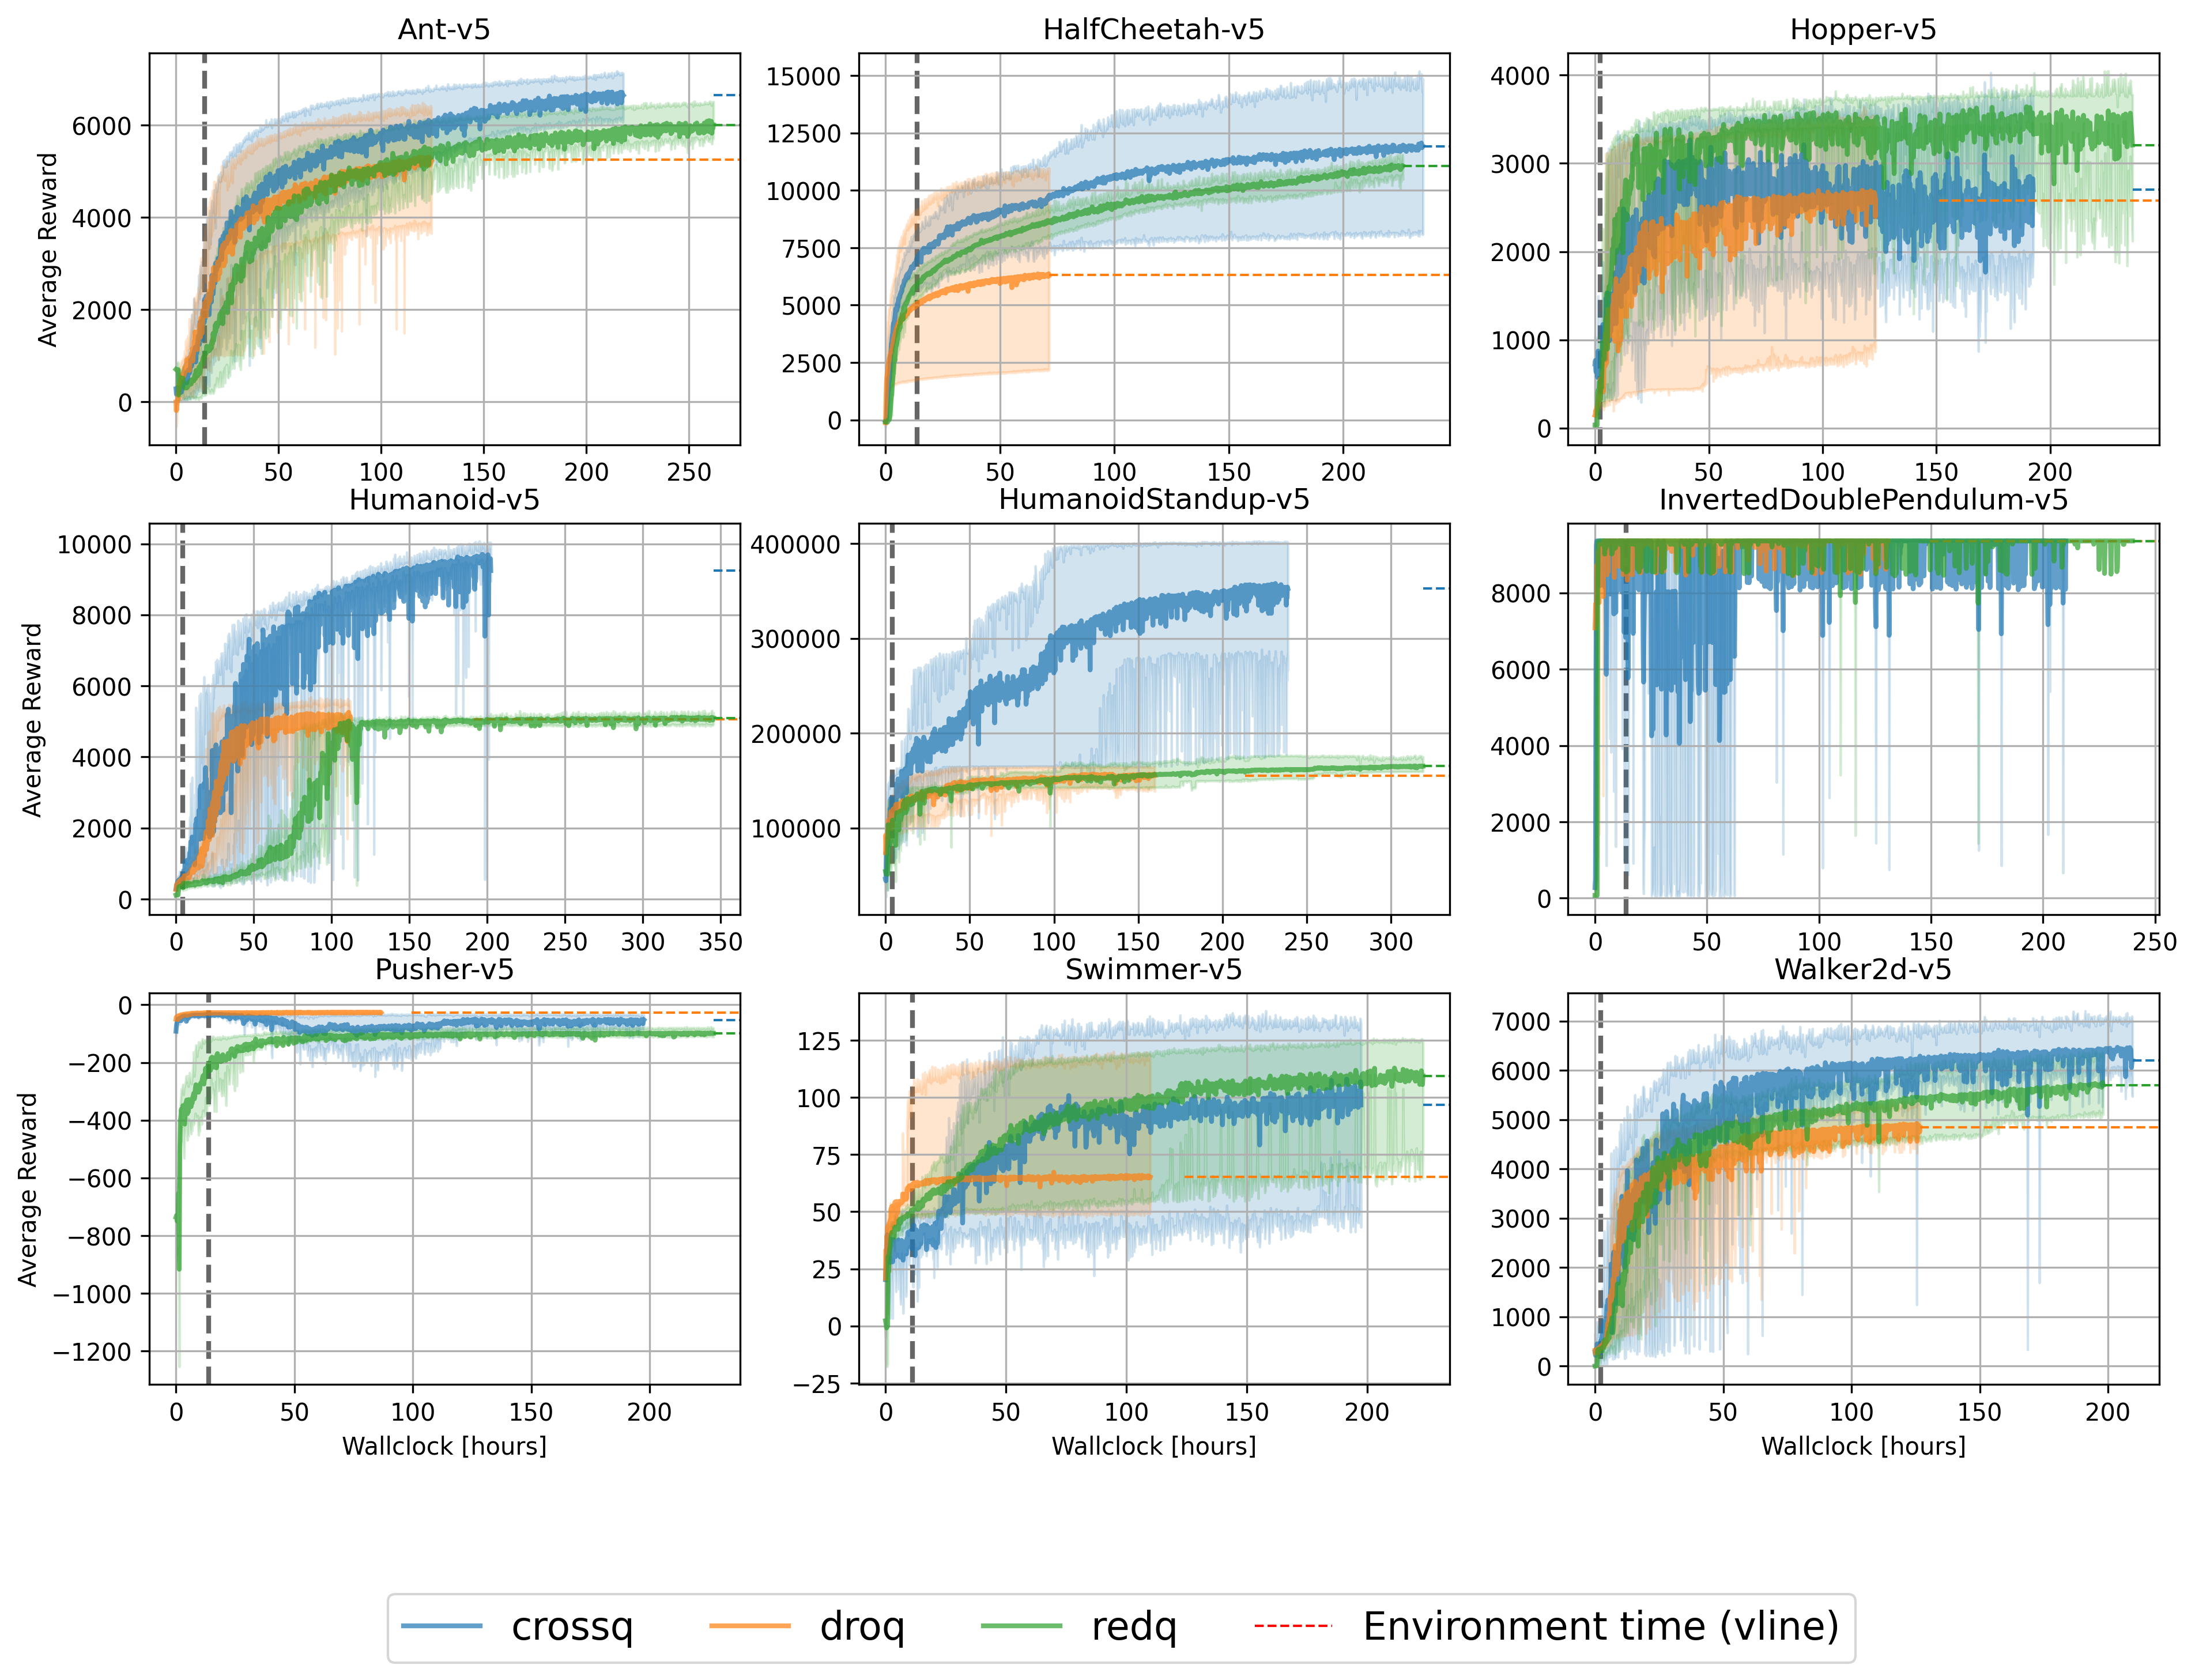 Ant-v5
HalfCheetah-v5
Hopper-v5
Average Reward
6000
4000
2000
0
0 50 100 150 200 250
15000
12500
10000
7500
5000
2500
0
0 50 100 150 200
4000
3000
2000
1000
0
0 50 100 150 200
Humanoid-v5
HumanoidStandup-v5
InvertedDoublePendulum-v5
Average Reward
10000
8000
6000
4000
2000
0
0 50 100 150 200 250 300 350
400000
300000
200000
100000
0 50 100 150 200 250 300
8000
6000
4000
2000
0
0 50 100 150 200 250
Pusher-v5
Swimmer-v5
Walker2d-v5
Average Reward
0
−200
−400
−600
−800
−1000
−1200
0 50 100 150 200
Wallclock [hours]
125
100
75
50
25
0
−25
0 50 100 150 200
Wallclock [hours]
7000
6000
5000
4000
3000
2000
1000
0
0 50 100 150 200
Wallclock [hours]
crossq droq redq Environment time (vline)